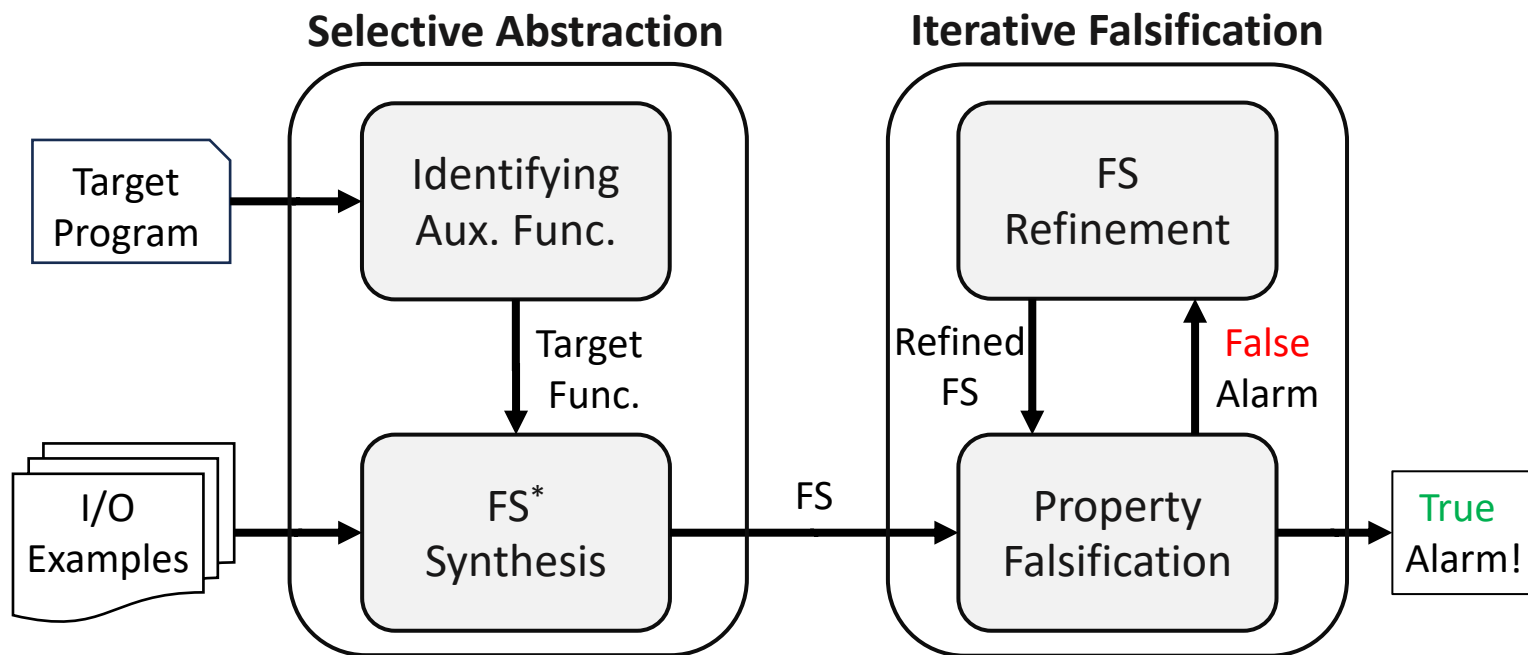 Selective Abstraction
Iterative Falsification
Target
Program
Identifying
Aux. Func.
FS
Refinement
Target
Func.
Refined
FS
False
Alarm
I/O
Examples
FS*
Synthesis
FS
Property
Falsification
True
Alarm!